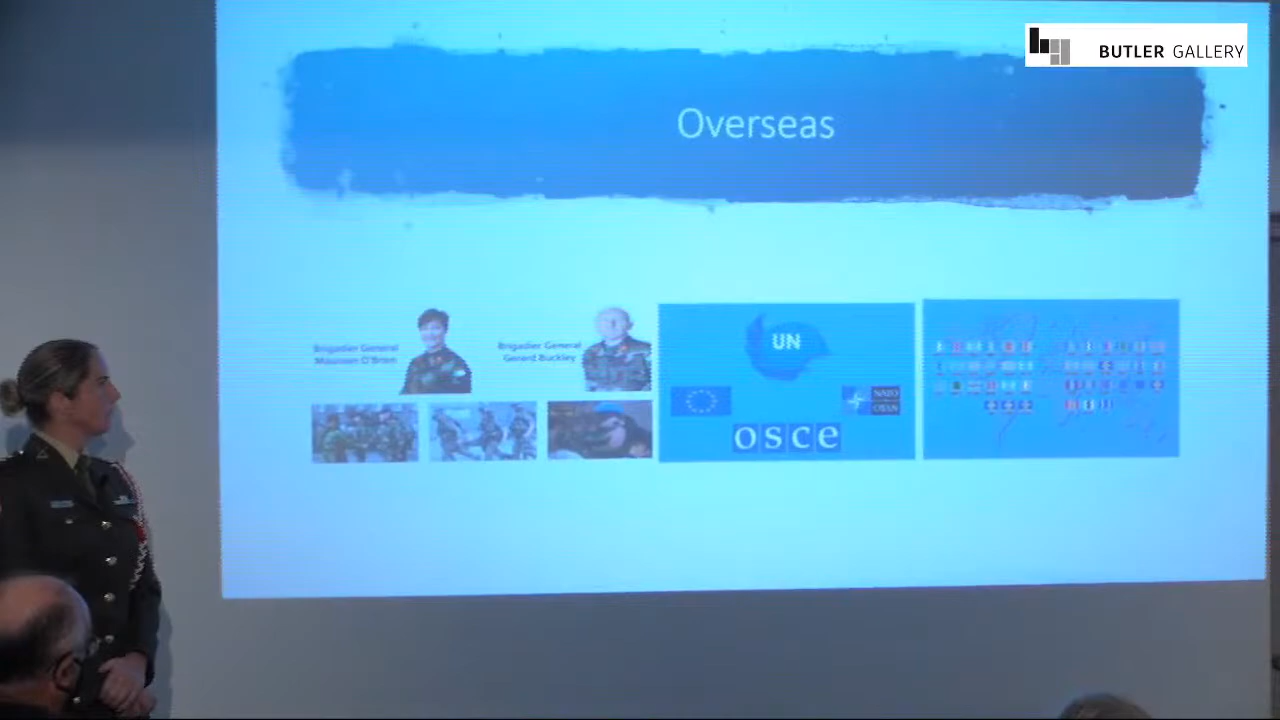 BUTLER GALLERY
Overseas
Brigadier General
Maureen O'Brien
Brigadier General
Gerard Buckley
UN
NATO
OTAN
OSCE